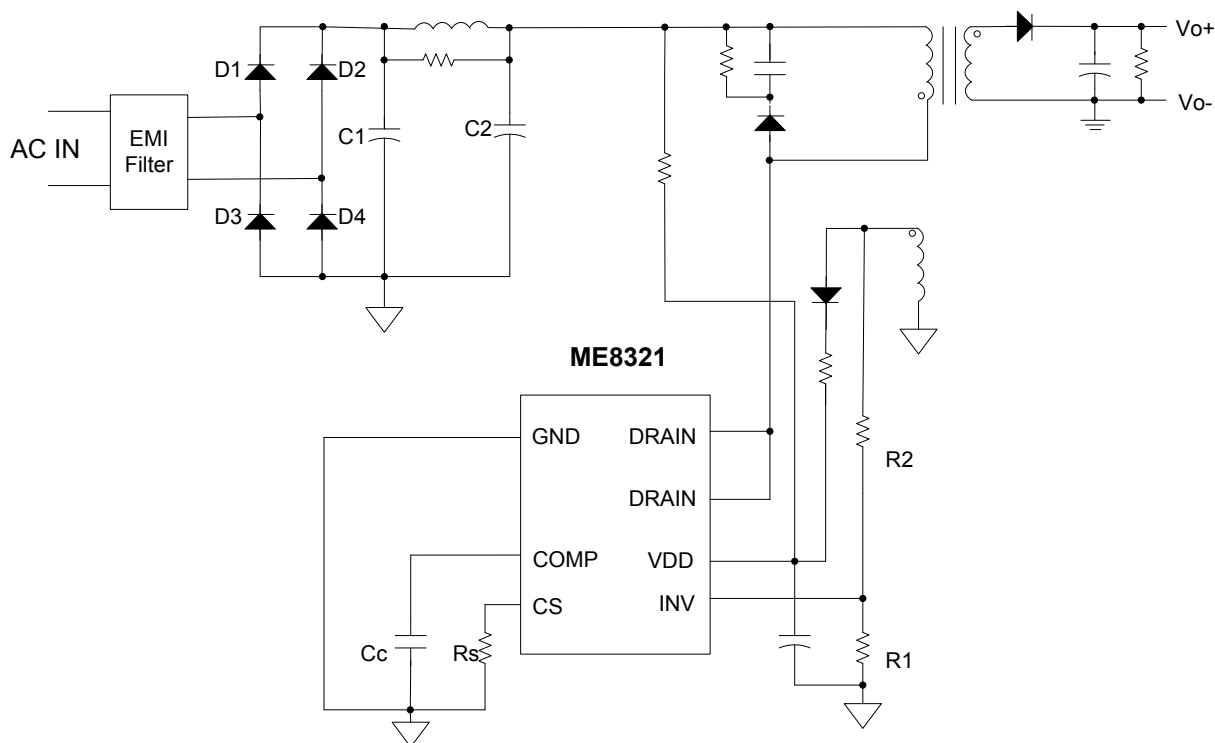 Vo+
D1
D2
C1
C2
EMI
Filter
AC IN
Vo-
D3
D4
ME8321
GND
DRAIN
R2
DRAIN
COMP
VDD
CS
INV
Cc
Rs
R1